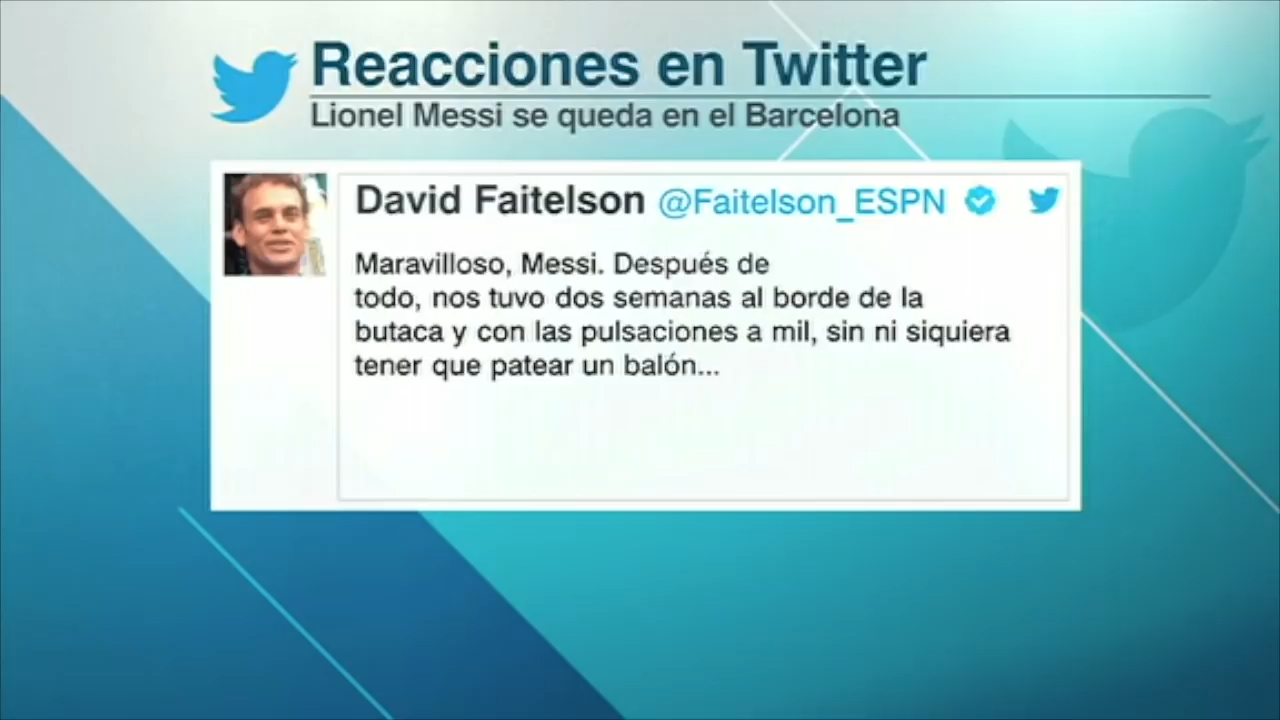 Reacciones en Twitter
Lionel Messi se queda en el Barcelona
David Faitelson @Faitelson_ESPN
Maravilloso, Messi. Después de
todo, nos tuvo dos semanas al borde de la
butaca y con las pulsaciones a mil, sin ni siquiera
tener que patear un balón...